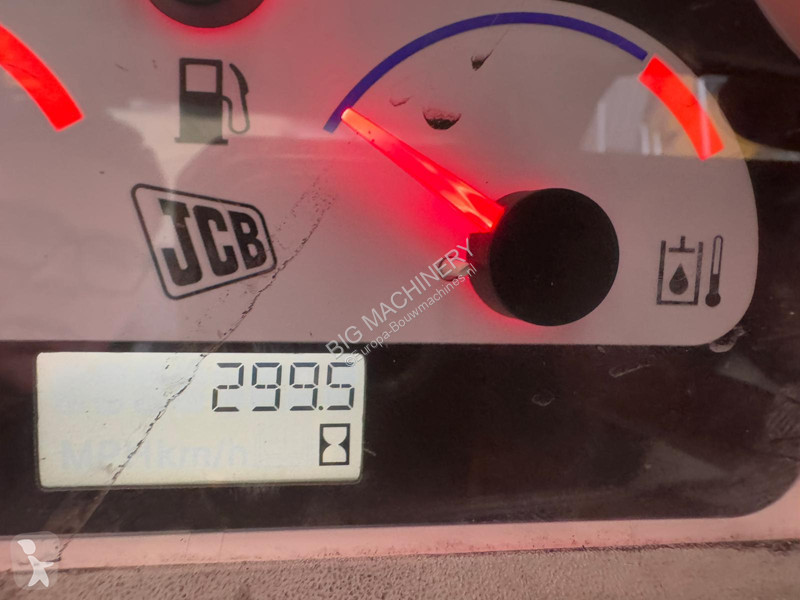 JCB
BIG MACHINERY
©Europa-Bouwmachines.nl
299.5
MPH km/h